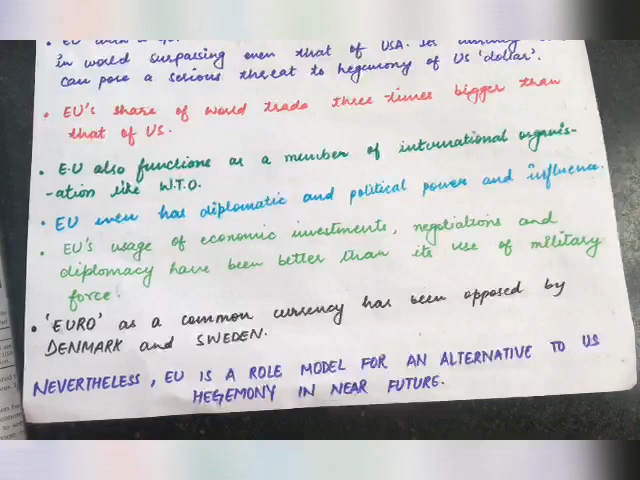 in world surpassing even that of USA. Its
can pose a serious threat to hegemony of US 'dollar'.
• EU's share of world trade three-times bigger than
that of US.
• E.U also functions as a member of international organis-
-ation like W.T.O.
• EU even has diplomatic and political power and influence.
• EU's usage of economic investments, negotiations and
diplomacy have been better than its use of military
force.
• 'EURO' as a common currency has been opposed by
DENMARK and SWEDEN.
NEVERTHELESS, EU IS A ROLE MODEL FOR AN ALTERNATIVE TO US
HEGEMONY IN NEAR FUTURE.